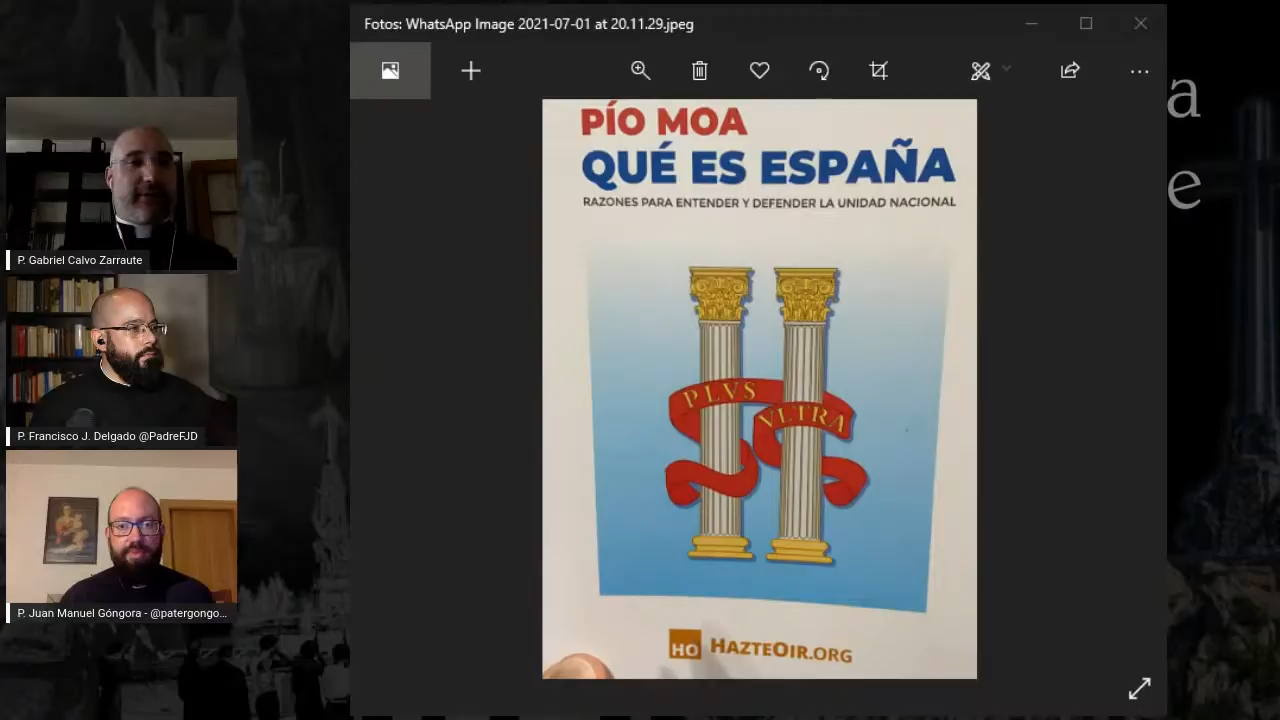 Fotos: WhatsApp Image 2021-07-01 at 20.11.29.jpeg
a
e
P. Gabriel Calvo Zarraute
P. Francisco J. Delgado @PadreFJD
P. Juan Manuel Góngora - @patergongo...
PÍO MOA
QUÉ ES ESPAÑA
RAZONES PARA ENTENDER Y DEFENDER LA UNIDAD NACIONAL
PLVS
VLTRA
HO HAZTEOIR.ORG